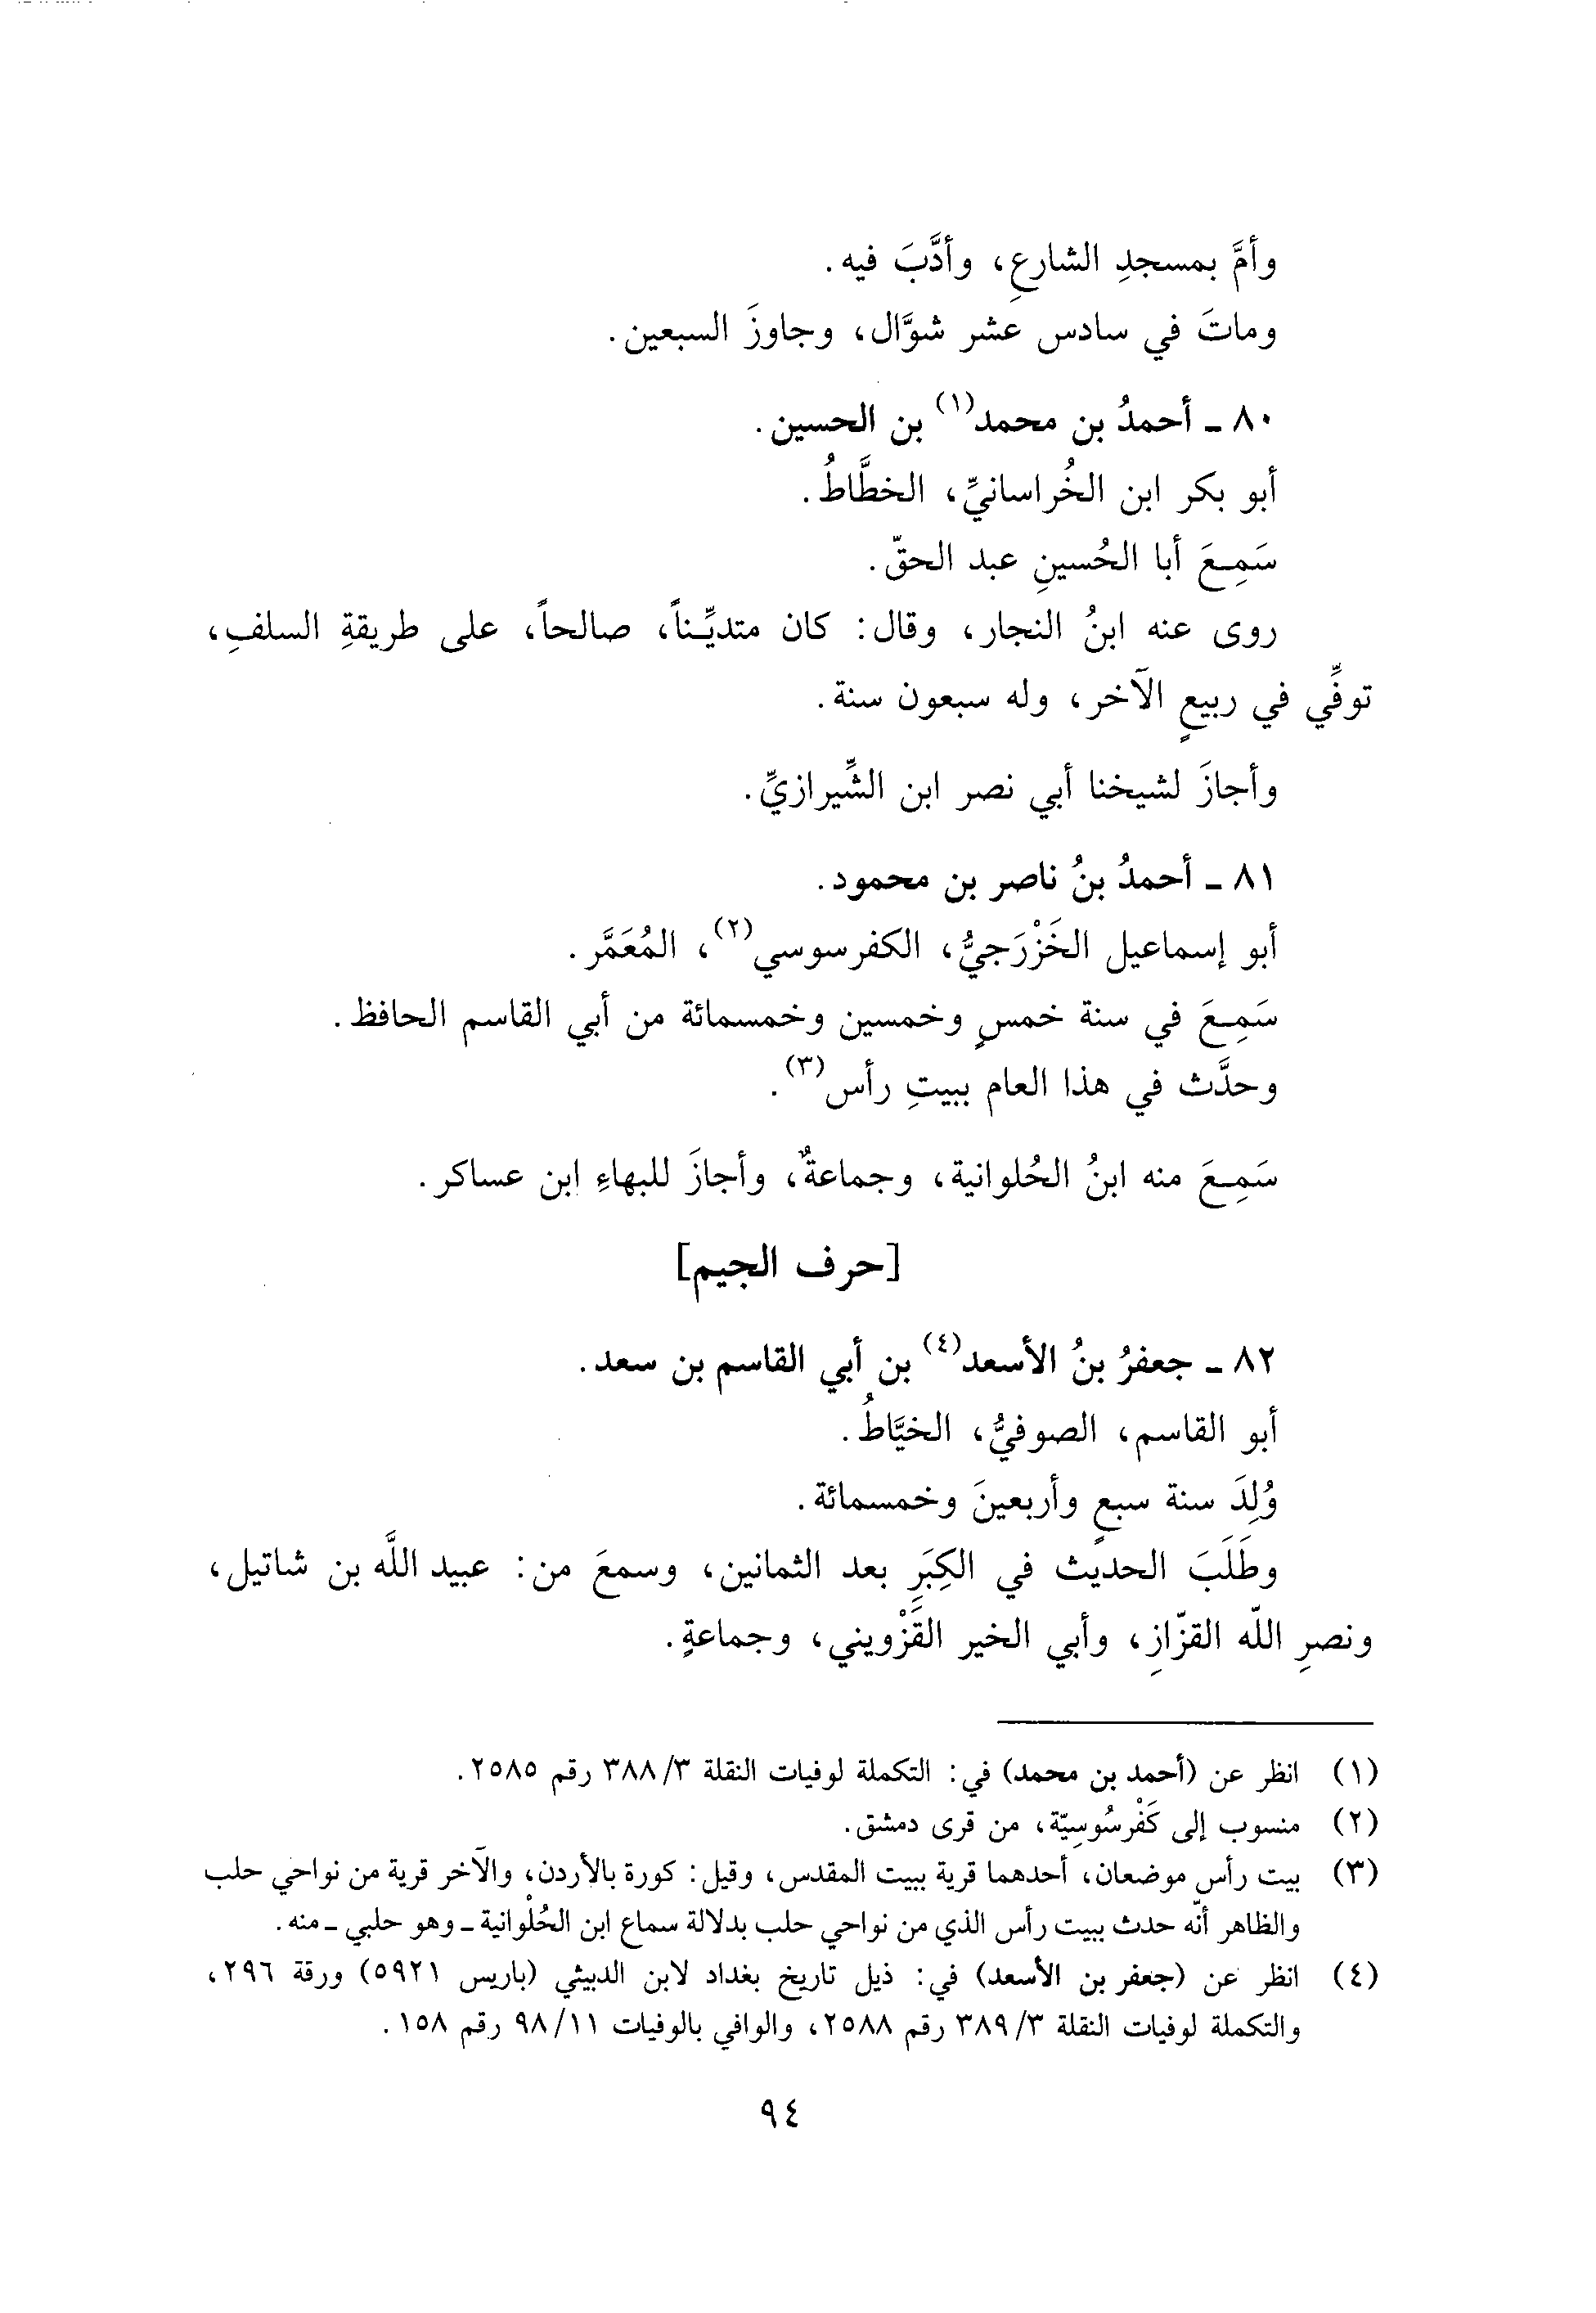 وأمَّ بمسجدِ الشارعِ، وأدَّبَ فيه.
وماتَ في سادس عشر شوَّال، وجاوزَ السبعين.
٨٠ ـ أحمدُ بن محمد(١) بن الحسين.
أبو بكر ابن الخُراسانيِّ، الخطَّاطُ.
سَمِعَ أبا الحُسينِ عبد الحقّ.
روى عنه ابنُ النجار، وقال: كان متديِّناً، صالحاً، على طريقةِ السلفِ،
توفِّي في ربيعٍ الآخر، وله سبعون سنة.
وأجازَ لشيخنا أبي نصر ابن الشِّيرازيِّ.
٨١ ـ أحمدُ بنُ ناصر بن محمود.
أبو إسماعيل الخَزْرَجيُّ، الكفرسوسي(٢)، المُعَمَّر.
سَمِعَ في سنة خمسٍ وخمسين وخمسمائة من أبي القاسم الحافظ.
وحدَّث في هذا العام ببيتِ رأس(٣).
سَمِعَ منه ابنُ الحُلوانية، وجماعةٌ، وأجازَ للبهاءِ ابن عساكر.
[حرف الجيم]
٨٢ ـ جعفرُ بنُ الأسعد(٤) بن أبي القاسم بن سعد.
أبو القاسم، الصوفيُّ، الخيَّاطُ.
وُلِدَ سنة سبعٍ وأربعينَ وخمسمائة.
وطَلَبَ الحديث في الكِبَرِ بعد الثمانين، وسمعَ من: عبيد اللَّه بن شاتيل،
ونصرِ اللّه القزّازِ، وأبي الخير القَزْويني، وجماعةٍ.
(١) انظر عن (أحمد بن محمد) في: التكملة لوفيات النقلة ٣/ ٣٨٨ رقم ٢٥٨٥.
(٢) منسوب إلى كَفْرسُوسِيّة، من قرى دمشق.
(٣) بيت رأس موضعان، أحدهما قرية ببيت المقدس، وقيل: كورة بالأردن، والآخر قرية من نواحي حلب
والظاهر أنّه حدث ببيت رأس الذي من نواحي حلب بدلالة سماع ابن الحُلْوانية ـ وهو حلبي ـ منه.
(٤) انظر عن (جعفر بن الأسعد) في: ذيل تاريخ بغداد لابن الدبيثي (باريس ٥٩٢١) ورقة ٢٩٦،
والتكملة لوفيات النقلة ٣/ ٣٨٩ رقم ٢٥٨٨، والوافي بالوفيات ١١/ ٩٨ رقم ١٥٨.
٩٤